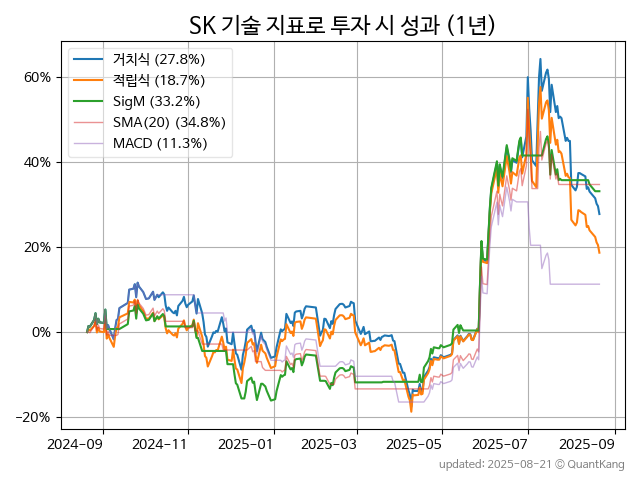 SK 기술 지표로 투자 시 성과 (1년)
거치식 (27.8%)
적립식 (18.7%)
SigM (33.2%)
SMA(20) (34.8%)
MACD (11.3%)
60%
40%
20%
0%
−20%
2024-09 2024-11 2025-01 2025-03 2025-05 2025-07 2025-09
updated: 2025-08-21 © QuantKang